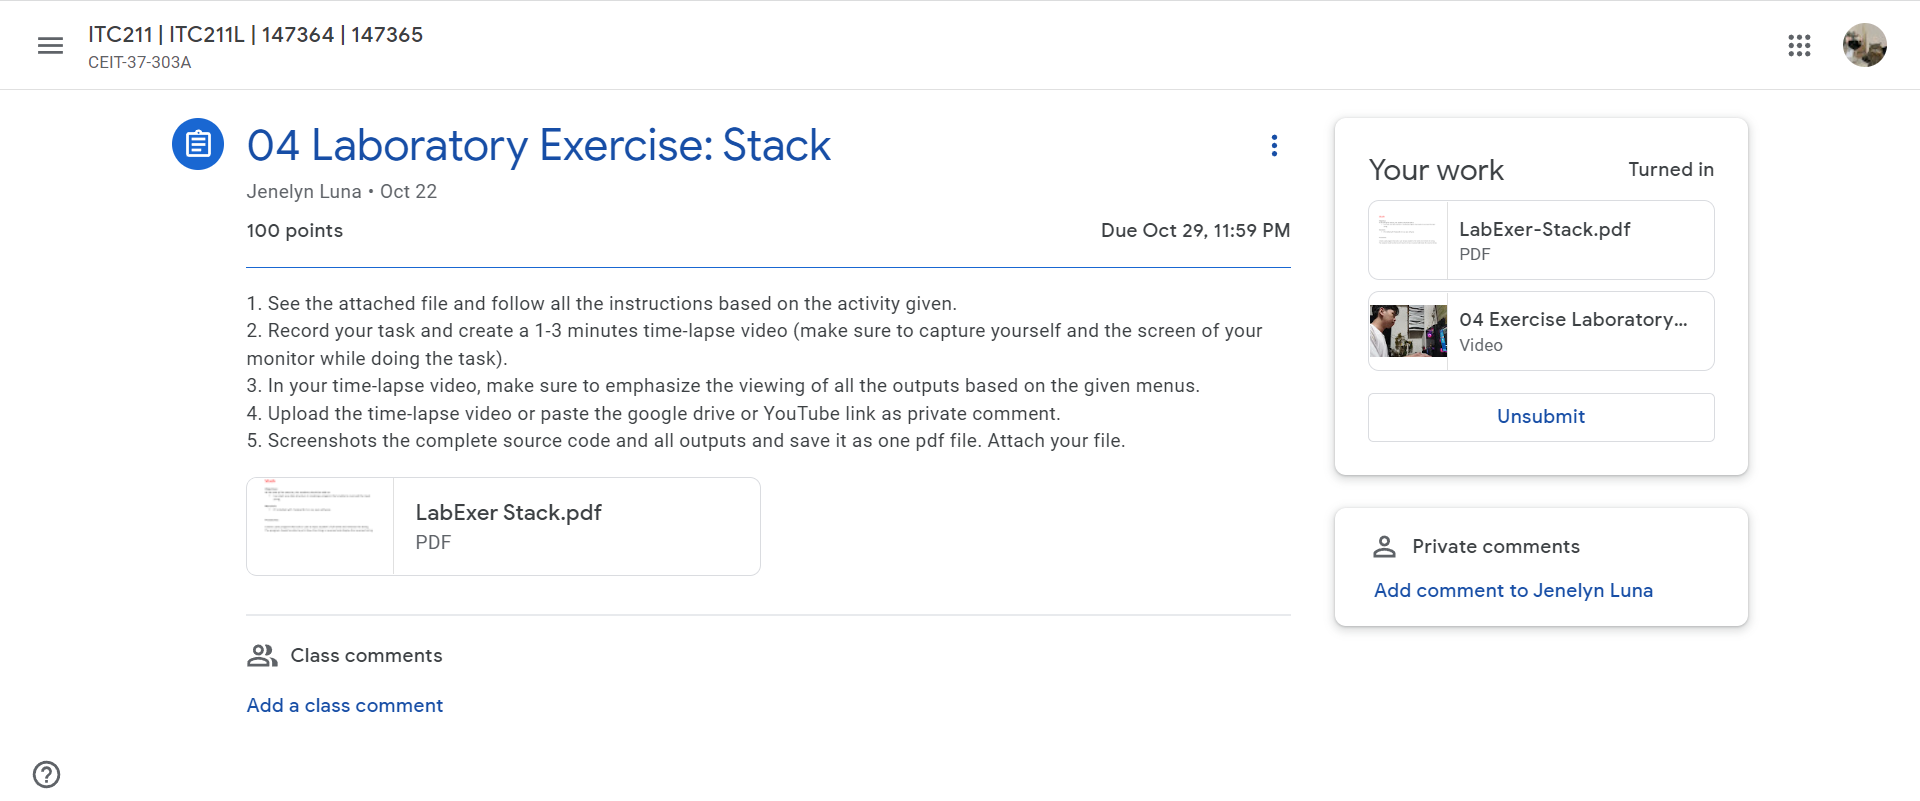 ITC211 | ITC211L | 147364 | 147365
CEIT-37-303A
04 Laboratory Exercise: Stack
Jenelyn Luna • Oct 22
100 points
Due Oct 29, 11:59 PM
1. See the attached file and follow all the instructions based on the activity given.
2. Record your task and create a 1-3 minutes time-lapse video (make sure to capture yourself and the screen of your
monitor while doing the task).
3. In your time-lapse video, make sure to emphasize the viewing of all the outputs based on the given menus.
4. Upload the time-lapse video or paste the google drive or YouTube link as private comment.
5. Screenshots the complete source code and all outputs and save it as one pdf file. Attach your file.
LabExer Stack.pdf
PDF
Class comments
Add a class comment
Your work
Turned in
LabExer-Stack.pdf
PDF
04 Exercise Laboratory...
Video
Unsubmit
Private comments
Add comment to Jenelyn Luna